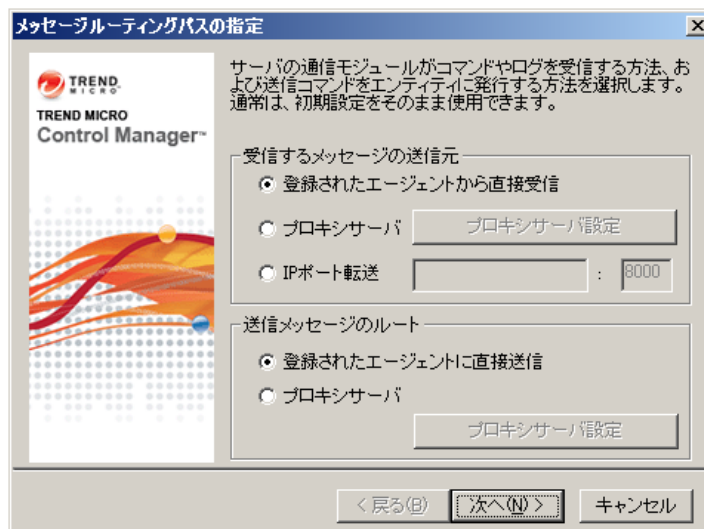 メッセージルーティングパスの指定
TREND
MICRO
TREND MICRO
Control Manager™
サーバの通信モジュールがコマンドやログを受信する方法、お
よび送信コマンドをエンティティに発行する方法を選択します。
通常は、初期設定をそのまま使用できます。
受信するメッセージの送信元
登録されたエージェントから直接受信
プロキシサーバ プロキシサーバ設定
IPポート転送 : 8000
送信メッセージのルート
登録されたエージェントに直接送信
プロキシサーバ
プロキシサーバ設定
< 戻る(B) 次へ(N) > キャンセル